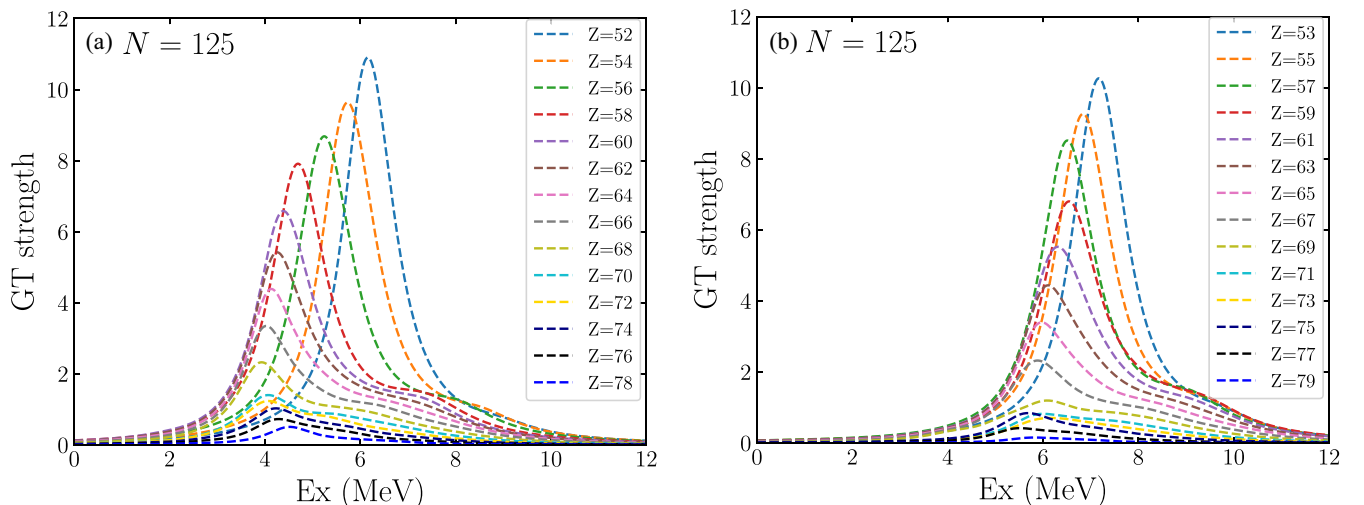 (a) N = 125
GT strength
12
10
8
6
4
2
0
0 2 4 6 8 10 12
Ex (MeV)
Z=52
Z=54
Z=56
Z=58
Z=60
Z=62
Z=64
Z=66
Z=68
Z=70
Z=72
Z=74
Z=76
Z=78
(b) N = 125
GT strength
12
10
8
6
4
2
0
0 2 4 6 8 10 12
Ex (MeV)
Z=53
Z=55
Z=57
Z=59
Z=61
Z=63
Z=65
Z=67
Z=69
Z=71
Z=73
Z=75
Z=77
Z=79